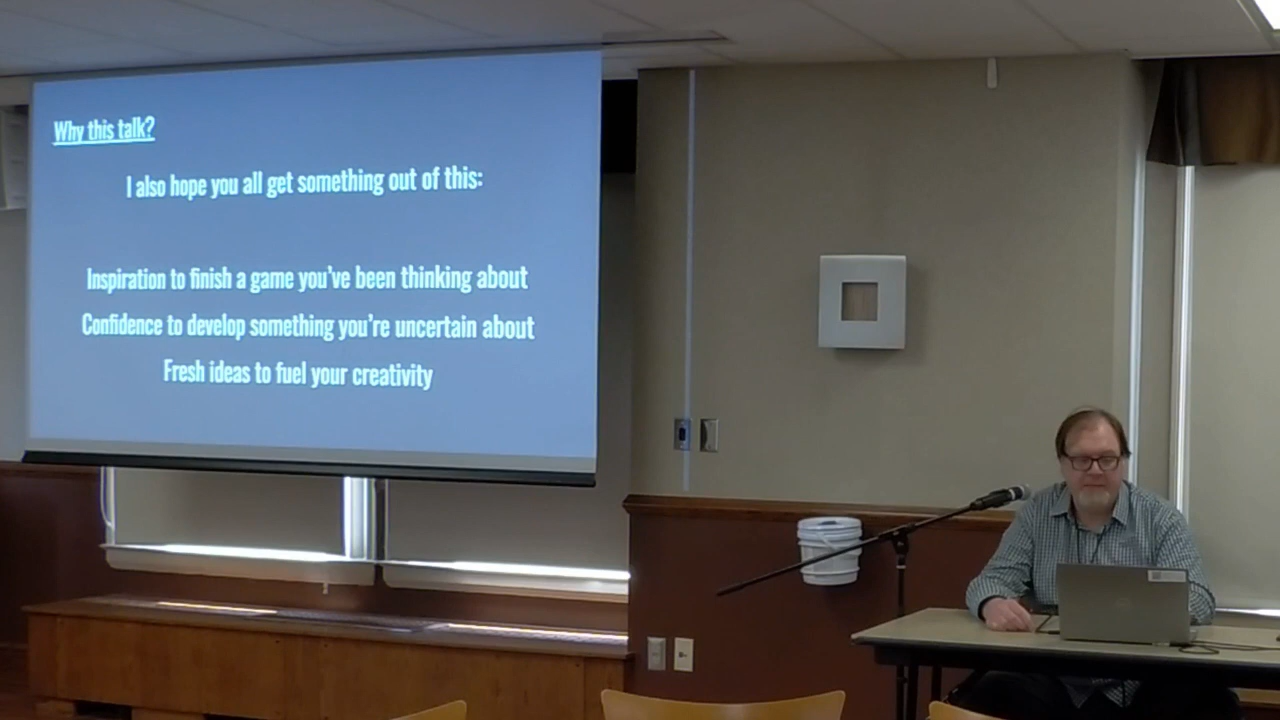 Why this talk?
I also hope you all get something out of this:
Inspiration to finish a game you've been thinking about
Confidence to develop something you're uncertain about
Fresh ideas to fuel your creativity